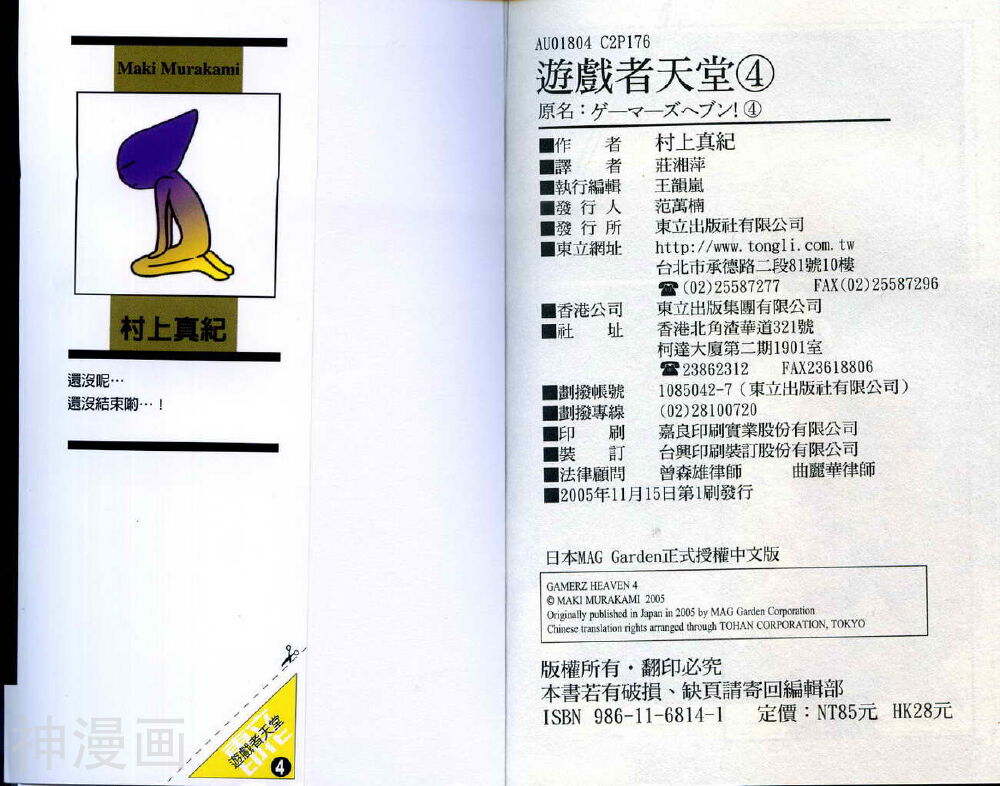 Maki Murakami
村上真紀
還沒呢…
還沒結束喲…！
遊戲者天堂
4
神漫画
AU01804 C2P176
遊戲者天堂④
原名：ゲーマーズヘブン！④
■作　者　村上真紀
■譯　者　莊湘萍
■執行編輯　王韻嵐
■發行人　范萬楠
■發行所　東立出版社有限公司
■東立網址　http://www.tongli.com.tw
台北市承德路二段81號10樓
☎(02)25587277　FAX(02)25587296
■香港公司　東立出版集團有限公司
■社　址　香港北角渣華道321號
柯達大廈第二期1901室
☎23862312　FAX23618806
■劃撥帳號　1085042-7（東立出版社有限公司）
■劃撥專線　(02)28100720
■印　刷　嘉良印刷實業股份有限公司
■裝　訂　台興印刷裝訂股份有限公司
■法律顧問　曾森雄律師　曲麗華律師
■2005年11月15日第1刷發行
日本MAG Garden正式授權中文版
GAMERZ HEAVEN 4
© MAKI MURAKAMI 2005
Originally published in Japan in 2005 by MAG Garden Corporation
Chinese translation rights arranged through TOHAN CORPORATION, TOKYO
版權所有・翻印必究
本書若有破損、缺頁請寄回編輯部
ISBN 986-11-6814-1　定價：NT85元　HK28元